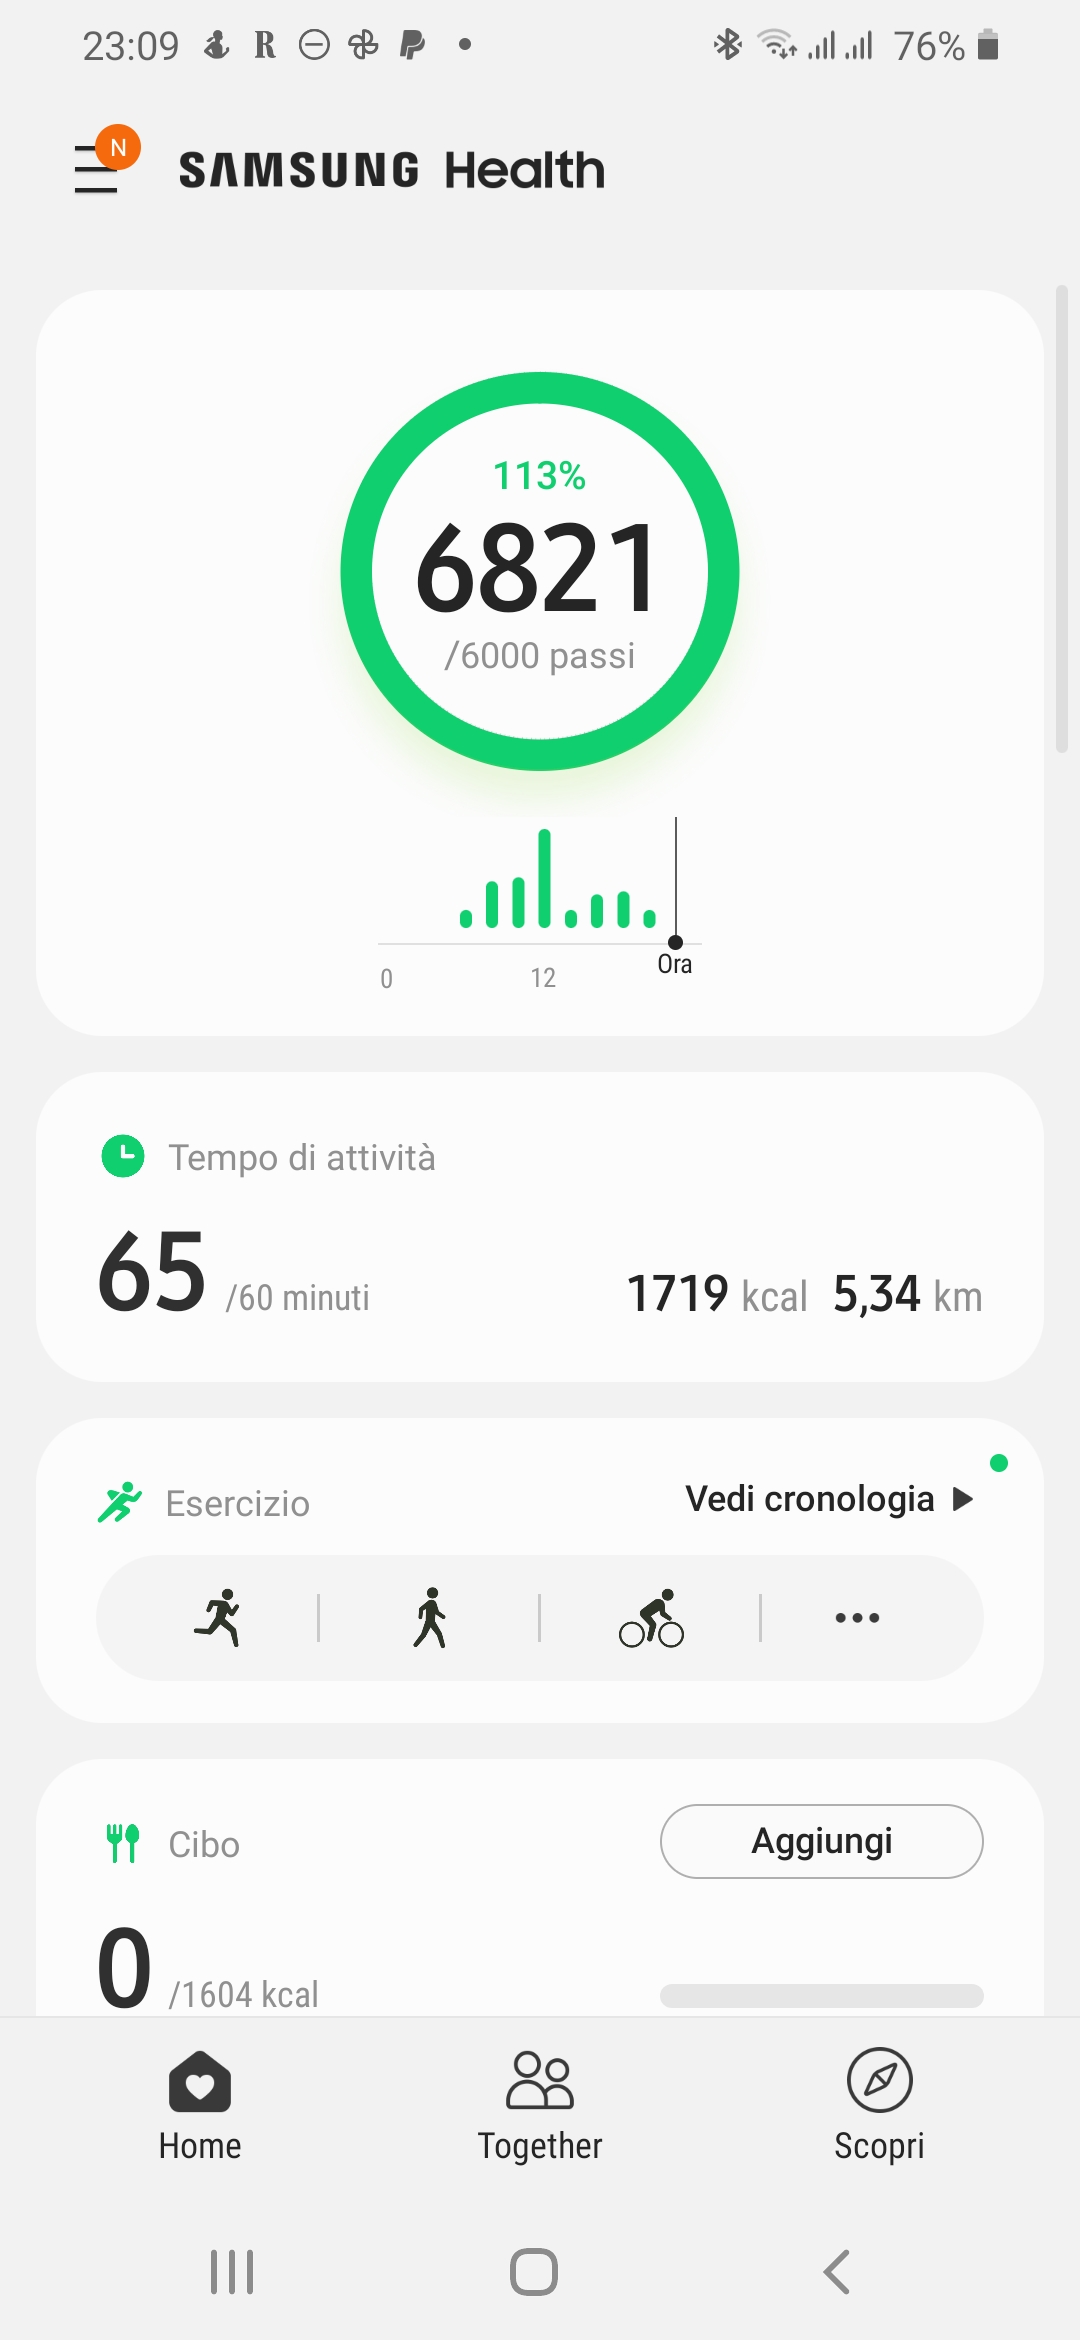 23:09 R 76%
N
SAMSUNG Health
113%
6821
/6000 passi
Ora
0 12
Tempo di attività
65 /60 minuti 1719 kcal 5,34 km
Esercizio Vedi cronologia
Cibo Aggiungi
0 /1604 kcal
Home Together Scopri